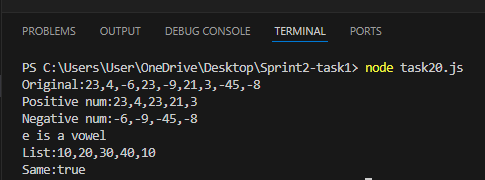 PROBLEMS OUTPUT DEBUG CONSOLE TERMINAL PORTS
PS C:\Users\User\OneDrive\Desktop\Sprint2-task1> node task20.js
Original:23,4,-6,23,-9,21,3,-45,-8
Positive num:23,4,23,21,3
Negative num:-6,-9,-45,-8
e is a vowel
List:10,20,30,40,10
Same:true